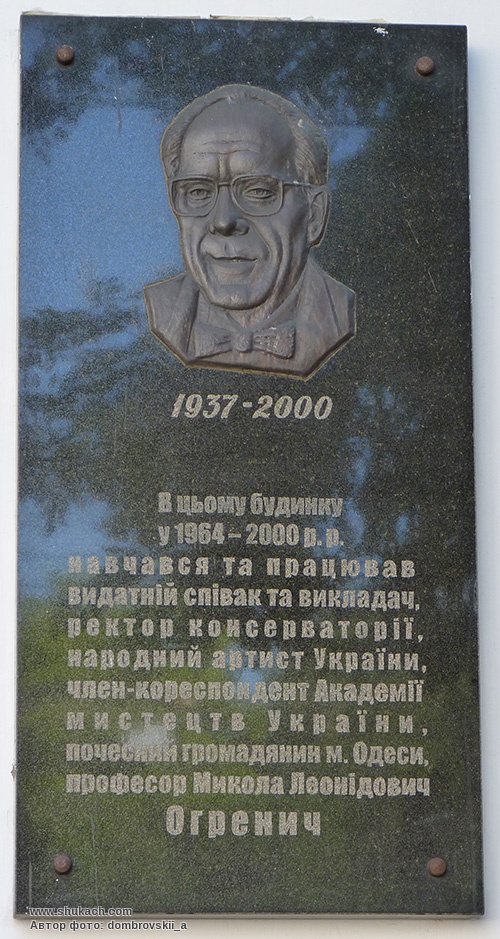 1937-2000
В цьому будинку
у 1964 – 2000 р. р.
навчався та працював
видатній співак та викладач,
ректор консерваторії,
народний артист України,
член-кореспондент Академії
мистецтв України,
почесний громадянин м. Одеси,
професор Микола Леонідович
Огренич
www.shukach.com
Автор фото: dombrovskii_a